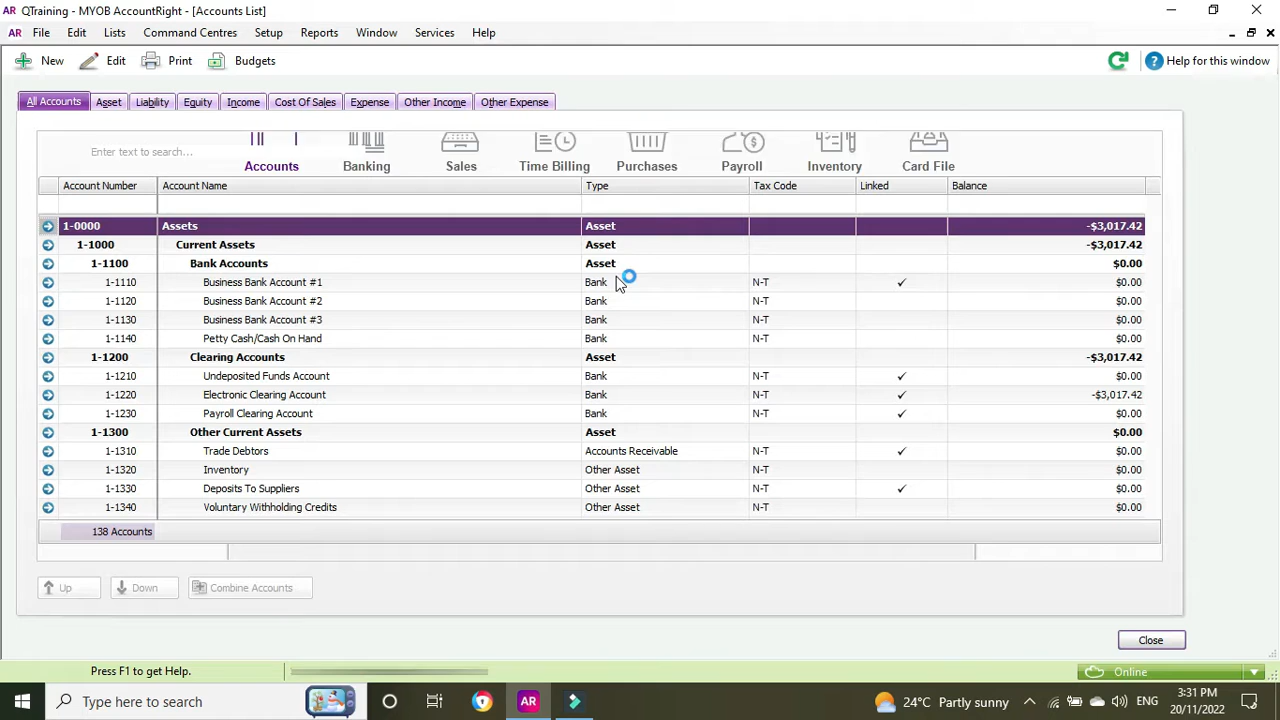 AR QTraining - MYOB AccountRight - [Accounts List]
AR File Edit Lists Command Centres Setup Reports Window Services Help
New Edit Print Budgets ? Help for this window
All Accounts Asset Liability Equity Income Cost Of Sales Expense Other Income Other Expense
Enter text to search... Accounts Banking Sales Time Billing Purchases Payroll Inventory Card File
Account Number Account Name Type Tax Code Linked Balance
1-0000 Assets Asset -$3,017.42
1-1000 Current Assets Asset -$3,017.42
1-1100 Bank Accounts Asset $0.00
1-1110 Business Bank Account #1 Bank N-T ✓ $0.00
1-1120 Business Bank Account #2 Bank N-T $0.00
1-1130 Business Bank Account #3 Bank N-T $0.00
1-1140 Petty Cash/Cash On Hand Bank N-T $0.00
1-1200 Clearing Accounts Asset -$3,017.42
1-1210 Undeposited Funds Account Bank N-T ✓ $0.00
1-1220 Electronic Clearing Account Bank N-T ✓ -$3,017.42
1-1230 Payroll Clearing Account Bank N-T ✓ $0.00
1-1300 Other Current Assets Asset $0.00
1-1310 Trade Debtors Accounts Receivable N-T ✓ $0.00
1-1320 Inventory Other Asset N-T $0.00
1-1330 Deposits To Suppliers Other Asset N-T ✓ $0.00
1-1340 Voluntary Withholding Credits Other Asset N-T $0.00
138 Accounts
Up Down Combine Accounts
Close
Press F1 to get Help. Online
Type here to search AR 24°C Partly sunny ENG 3:31 PM
20/11/2022